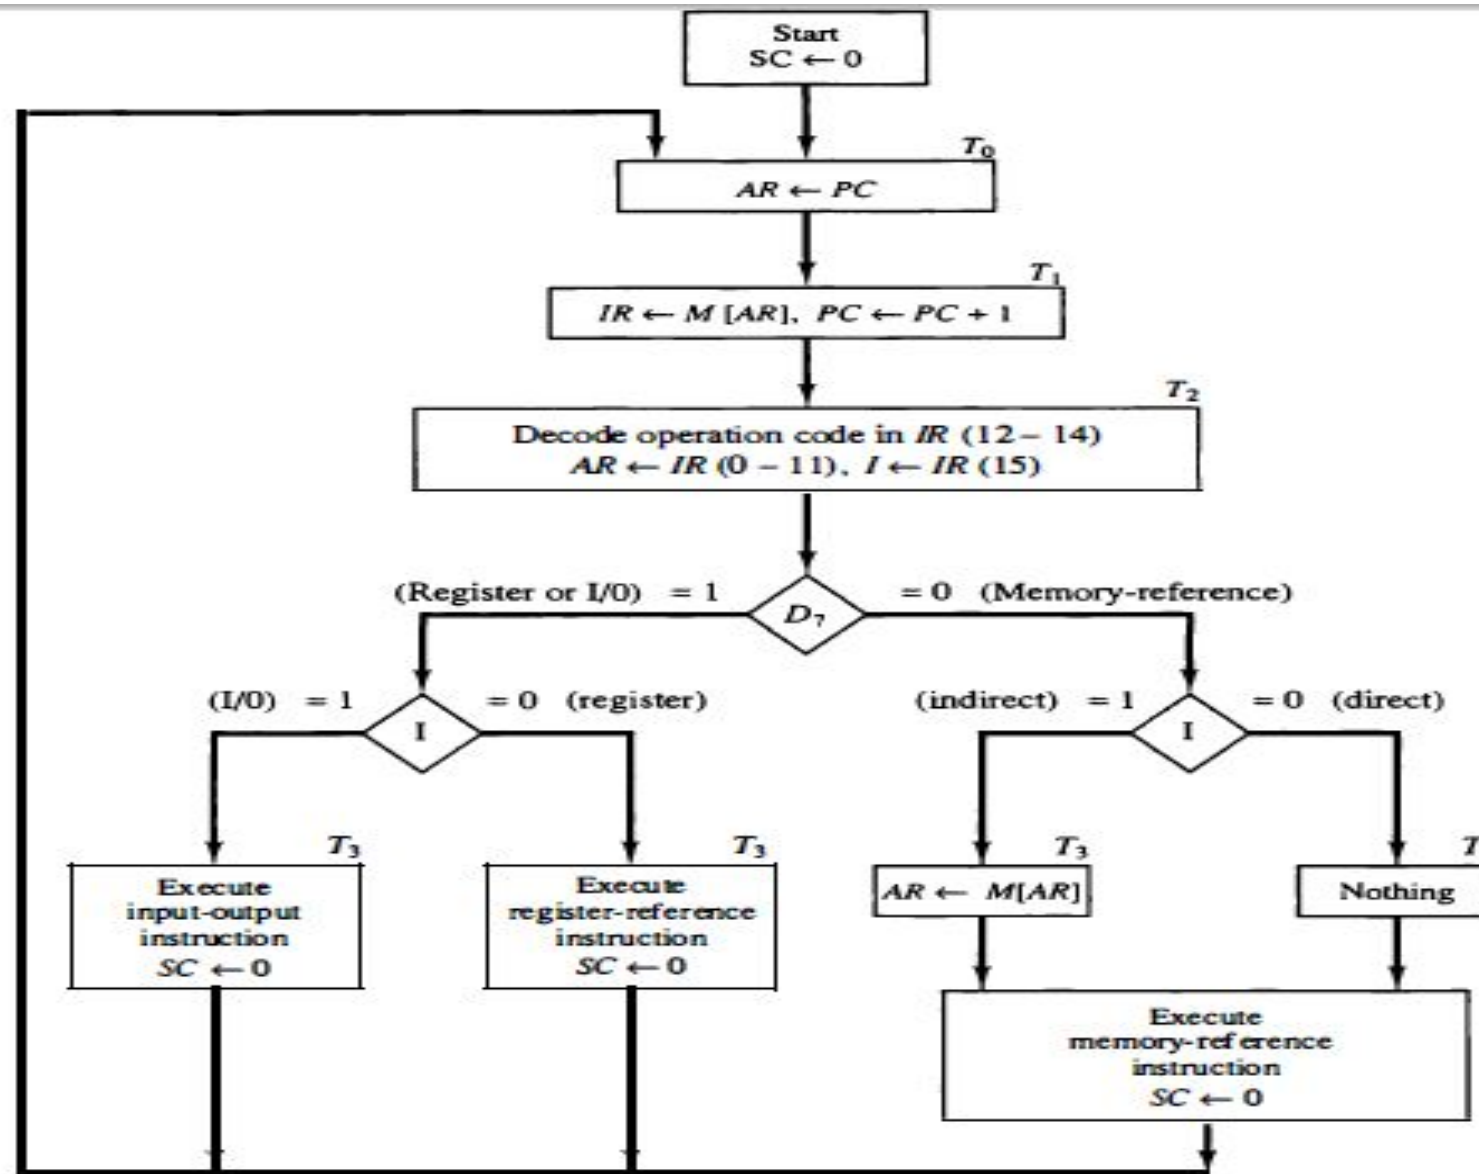 Start
SC ← 0
T₀
AR ← PC
T₁
IR ← M [AR], PC ← PC + 1
T₂
Decode operation code in IR (12 – 14)
AR ← IR (0 – 11), I ← IR (15)
(Register or I/0) = 1
D₇
= 0 (Memory-reference)
(I/0) = 1
I
= 0 (register)
(indirect) = 1
I
= 0 (direct)
T₃
T₃
T₃
T
Execute
input-output
instruction
SC ← 0
Execute
register-reference
instruction
SC ← 0
AR ← M[AR]
Nothing
Execute
memory-reference
instruction
SC ← 0